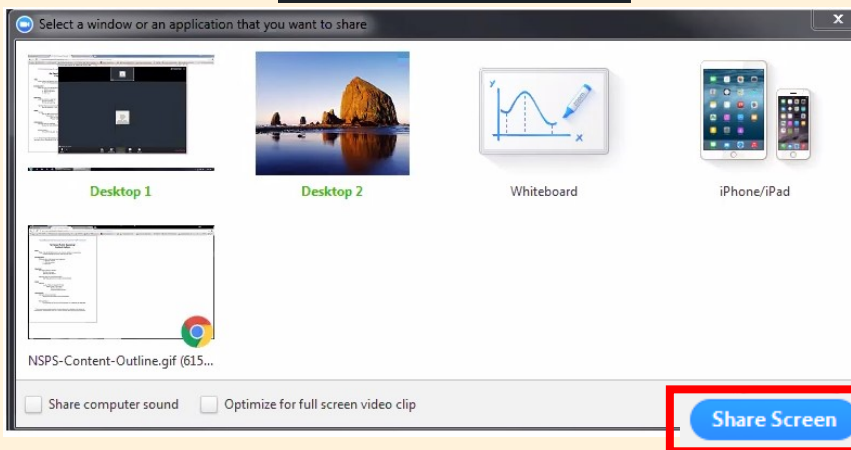 Select a window or an application that you want to share
Desktop 1
Desktop 2
Whiteboard
iPhone/iPad
NSPS-Content-Outline.gif (615...
Share computer sound
Optimize for full screen video clip
Share Screen